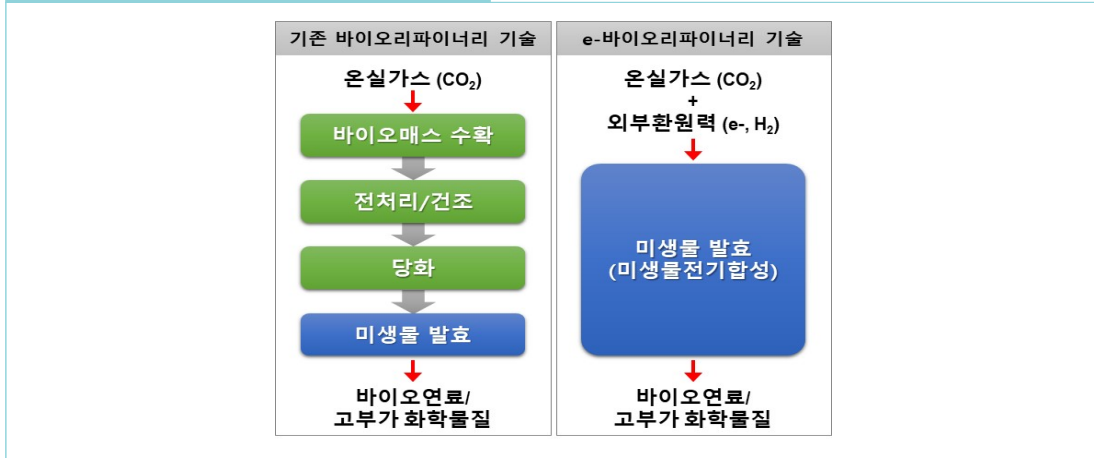 기존 바이오리파이너리 기술
온실가스 (CO₂)
바이오매스 수확
전처리/건조
당화
미생물 발효
바이오연료/
고부가 화학물질
e-바이오리파이너리 기술
온실가스 (CO₂)
+
외부환원력 (e-, H₂)
미생물 발효
(미생물전기합성)
바이오연료/
고부가 화학물질